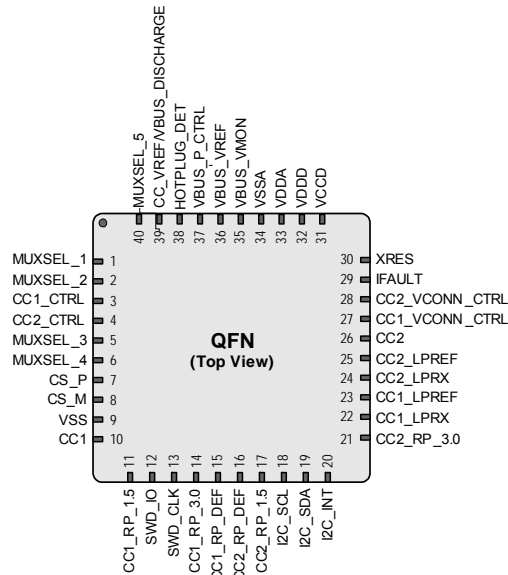 MUXSEL_5
CC_VREF/VBUS_DISCHARGE
HOTPLUG_DET
VBUS_P_CTRL
VBUS_VREF
VBUS_VMON
VSSA
VDDA
VDDD
VCCD
40
39
38
37
36
35
34
33
32
31
MUXSEL_1 1
MUXSEL_2 2
CC1_CTRL 3
CC2_CTRL 4
MUXSEL_3 5
MUXSEL_4 6
CS_P 7
CS_M 8
VSS 9
CC1 10
QFN
(Top View)
30 XRES
29 IFAULT
28 CC2_VCONN_CTRL
27 CC1_VCONN_CTRL
26 CC2
25 CC2_LPREF
24 CC2_LPRX
23 CC1_LPREF
22 CC1_LPRX
21 CC2_RP_3.0
11
12
13
14
15
16
17
18
19
20
CC1_RP_1.5
SWD_IO
SWD_CLK
CC1_RP_3.0
CC1_RP_DEF
CC2_RP_DEF
CC2_RP_1.5
I2C_SCL
I2C_SDA
I2C_INT